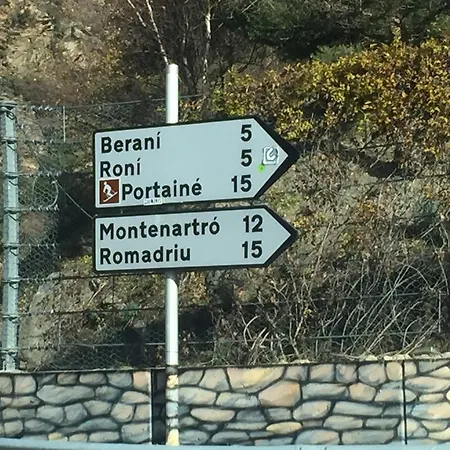 Beraní 5
Roní 5
Portainé 15
Montenartró 12
Romadriu 15